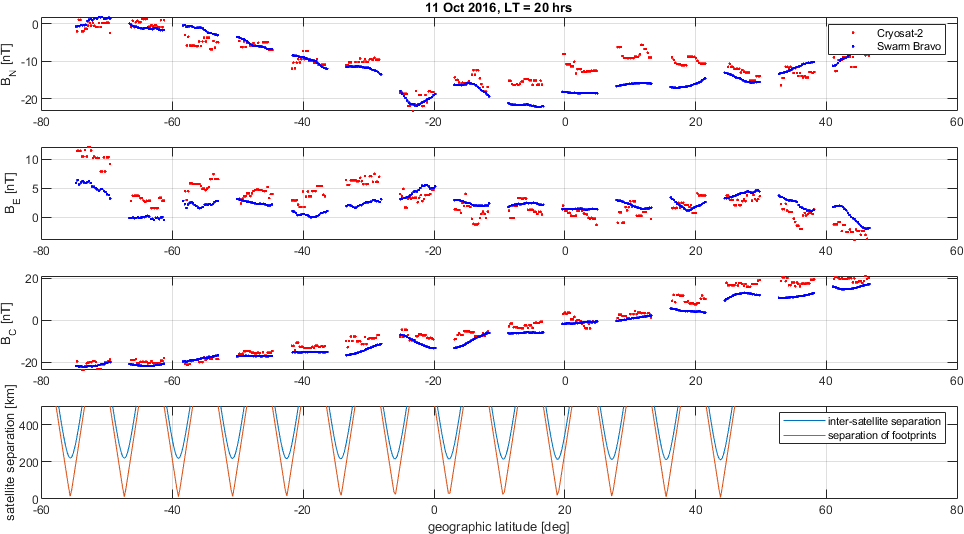 11 Oct 2016, LT = 20 hrs
B_N [nT]
0
-10
-20
-80 -60 -40 -20 0 20 40 60
Cryosat-2
Swarm Bravo
B_E [nT]
10
5
0
-80 -60 -40 -20 0 20 40 60
B_C [nT]
20
0
-20
-80 -60 -40 -20 0 20 40 60
satellite separation [km]
400
200
0
-60 -40 -20 0 20 40 60 80
inter-satellite separation
separation of footprints
geographic latitude [deg]